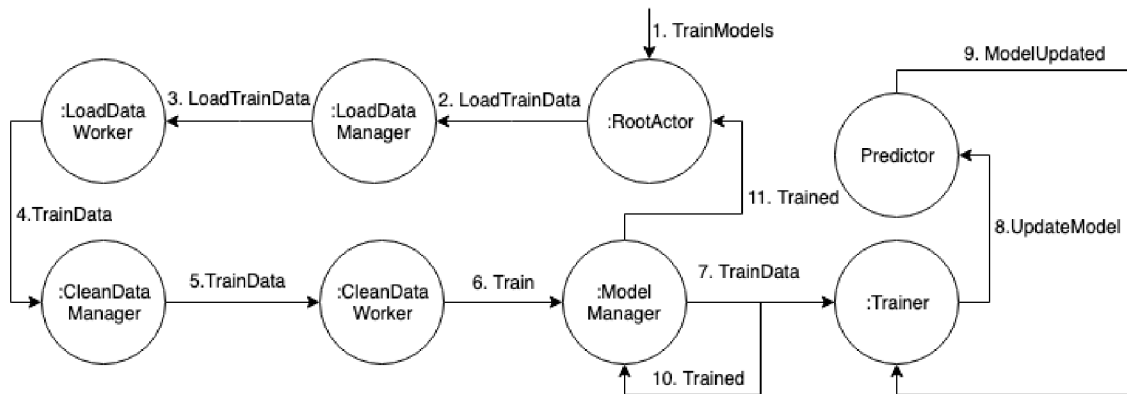 1. TrainModels
9. ModelUpdated
:LoadData
Worker
3. LoadTrainData
:LoadData
Manager
2. LoadTrainData
:RootActor
Predictor
4.TrainData
11. Trained
8.UpdateModel
:CleanData
Manager
5.TrainData
:CleanData
Worker
6. Train
:Model
Manager
7. TrainData
:Trainer
10. Trained